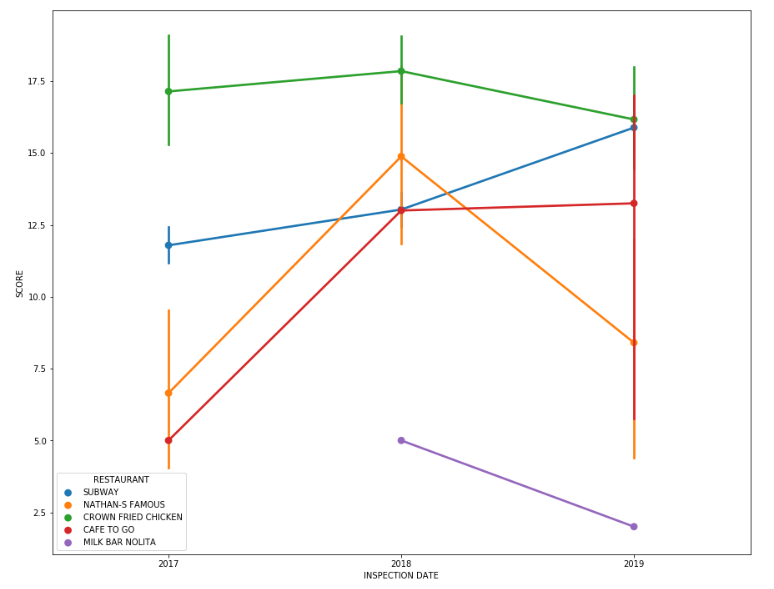 17.5
15.0
12.5
10.0
7.5
5.0
2.5
SCORE
RESTAURANT
SUBWAY
NATHAN-S FAMOUS
CROWN FRIED CHICKEN
CAFE TO GO
MILK BAR NOLITA
2017 2018 2019
INSPECTION DATE